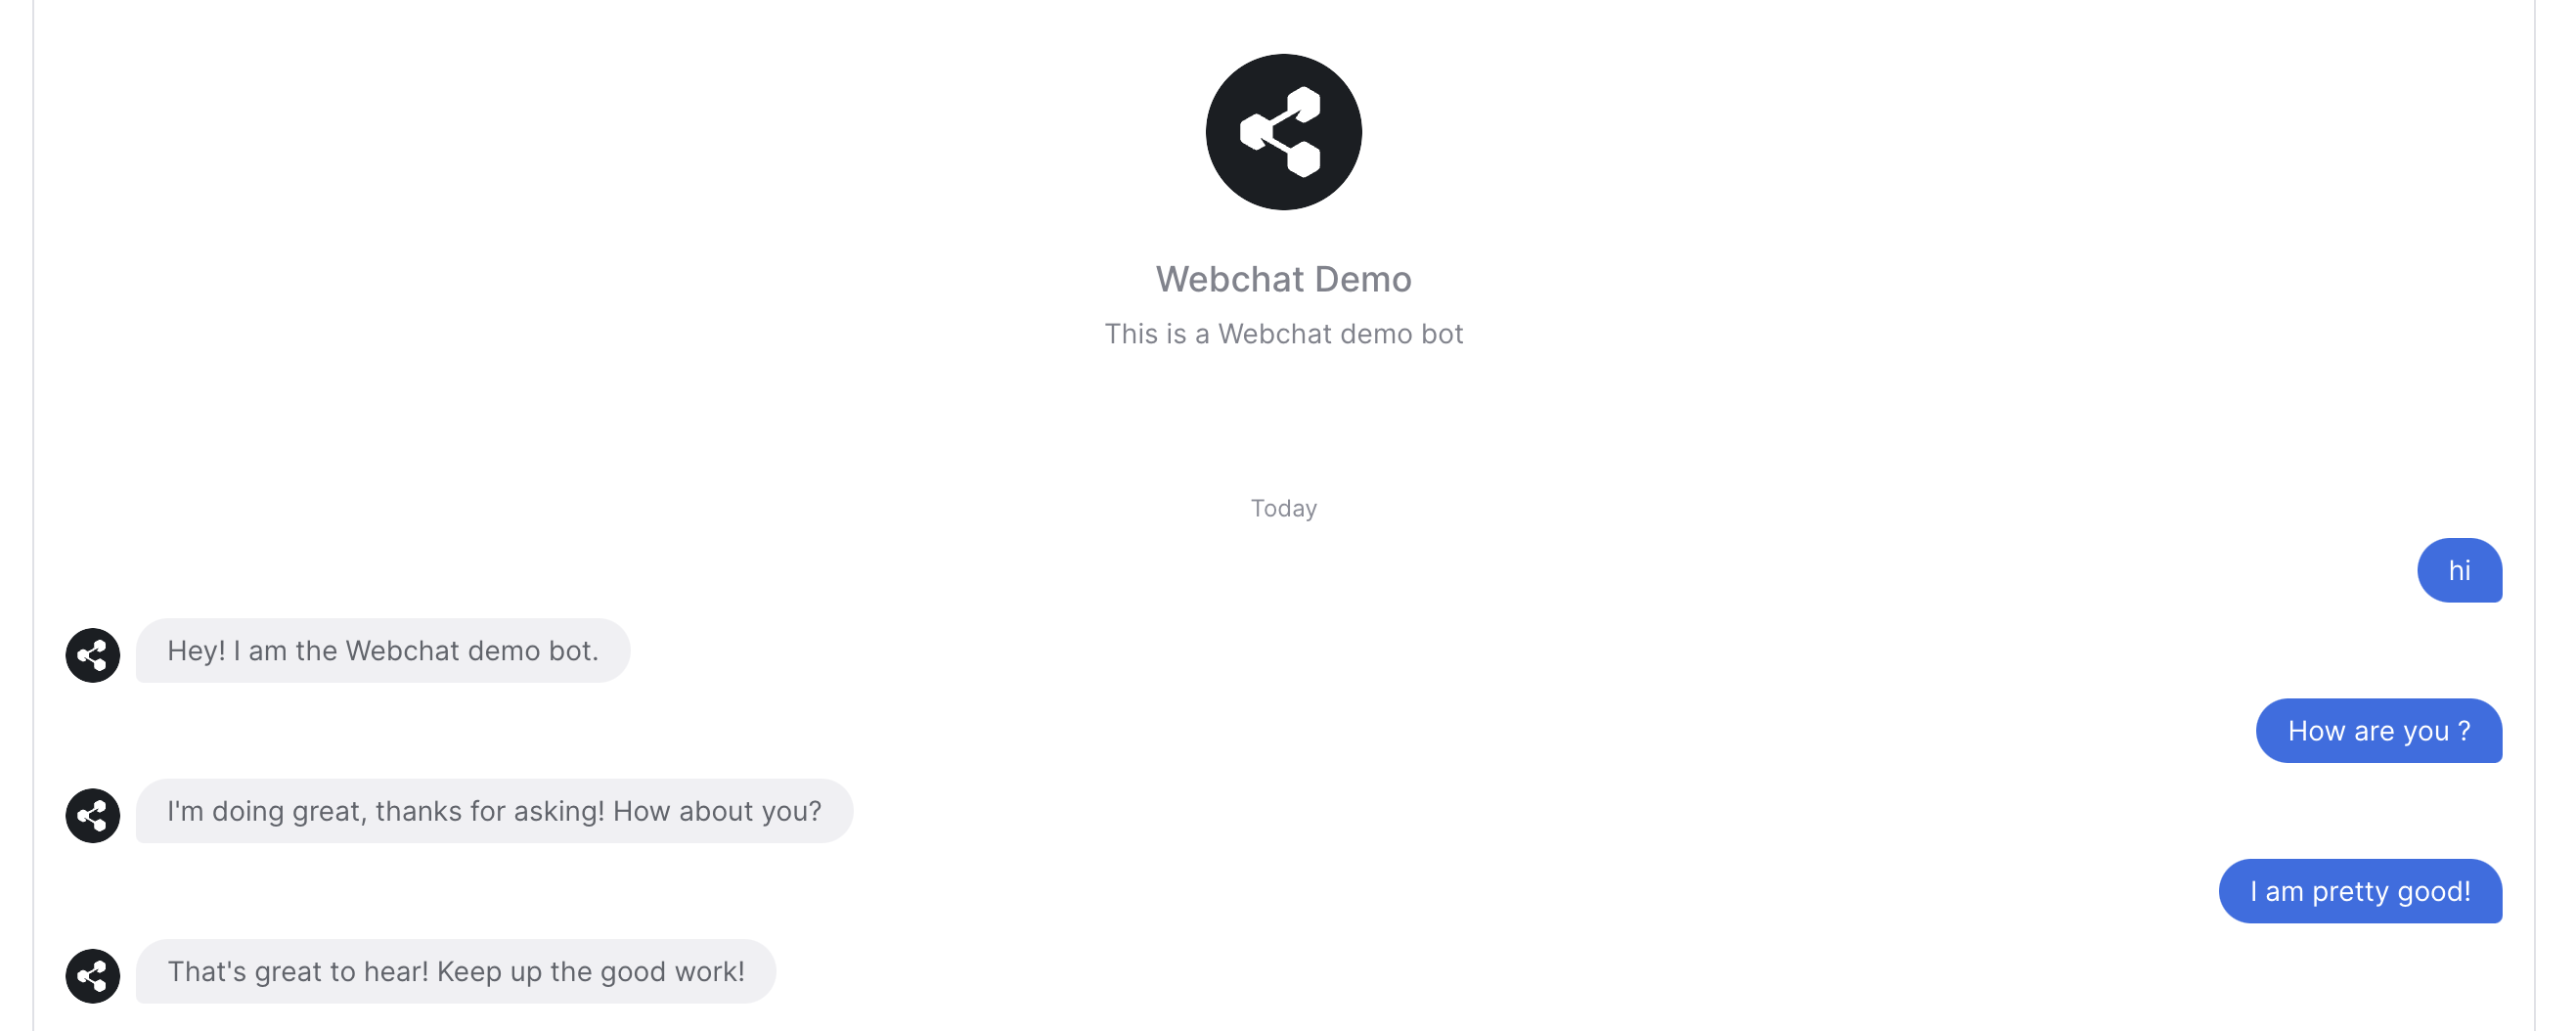 Webchat Demo
This is a Webchat demo bot
Today
hi
Hey! I am the Webchat demo bot.
How are you ?
I'm doing great, thanks for asking! How about you?
I am pretty good!
That's great to hear! Keep up the good work!